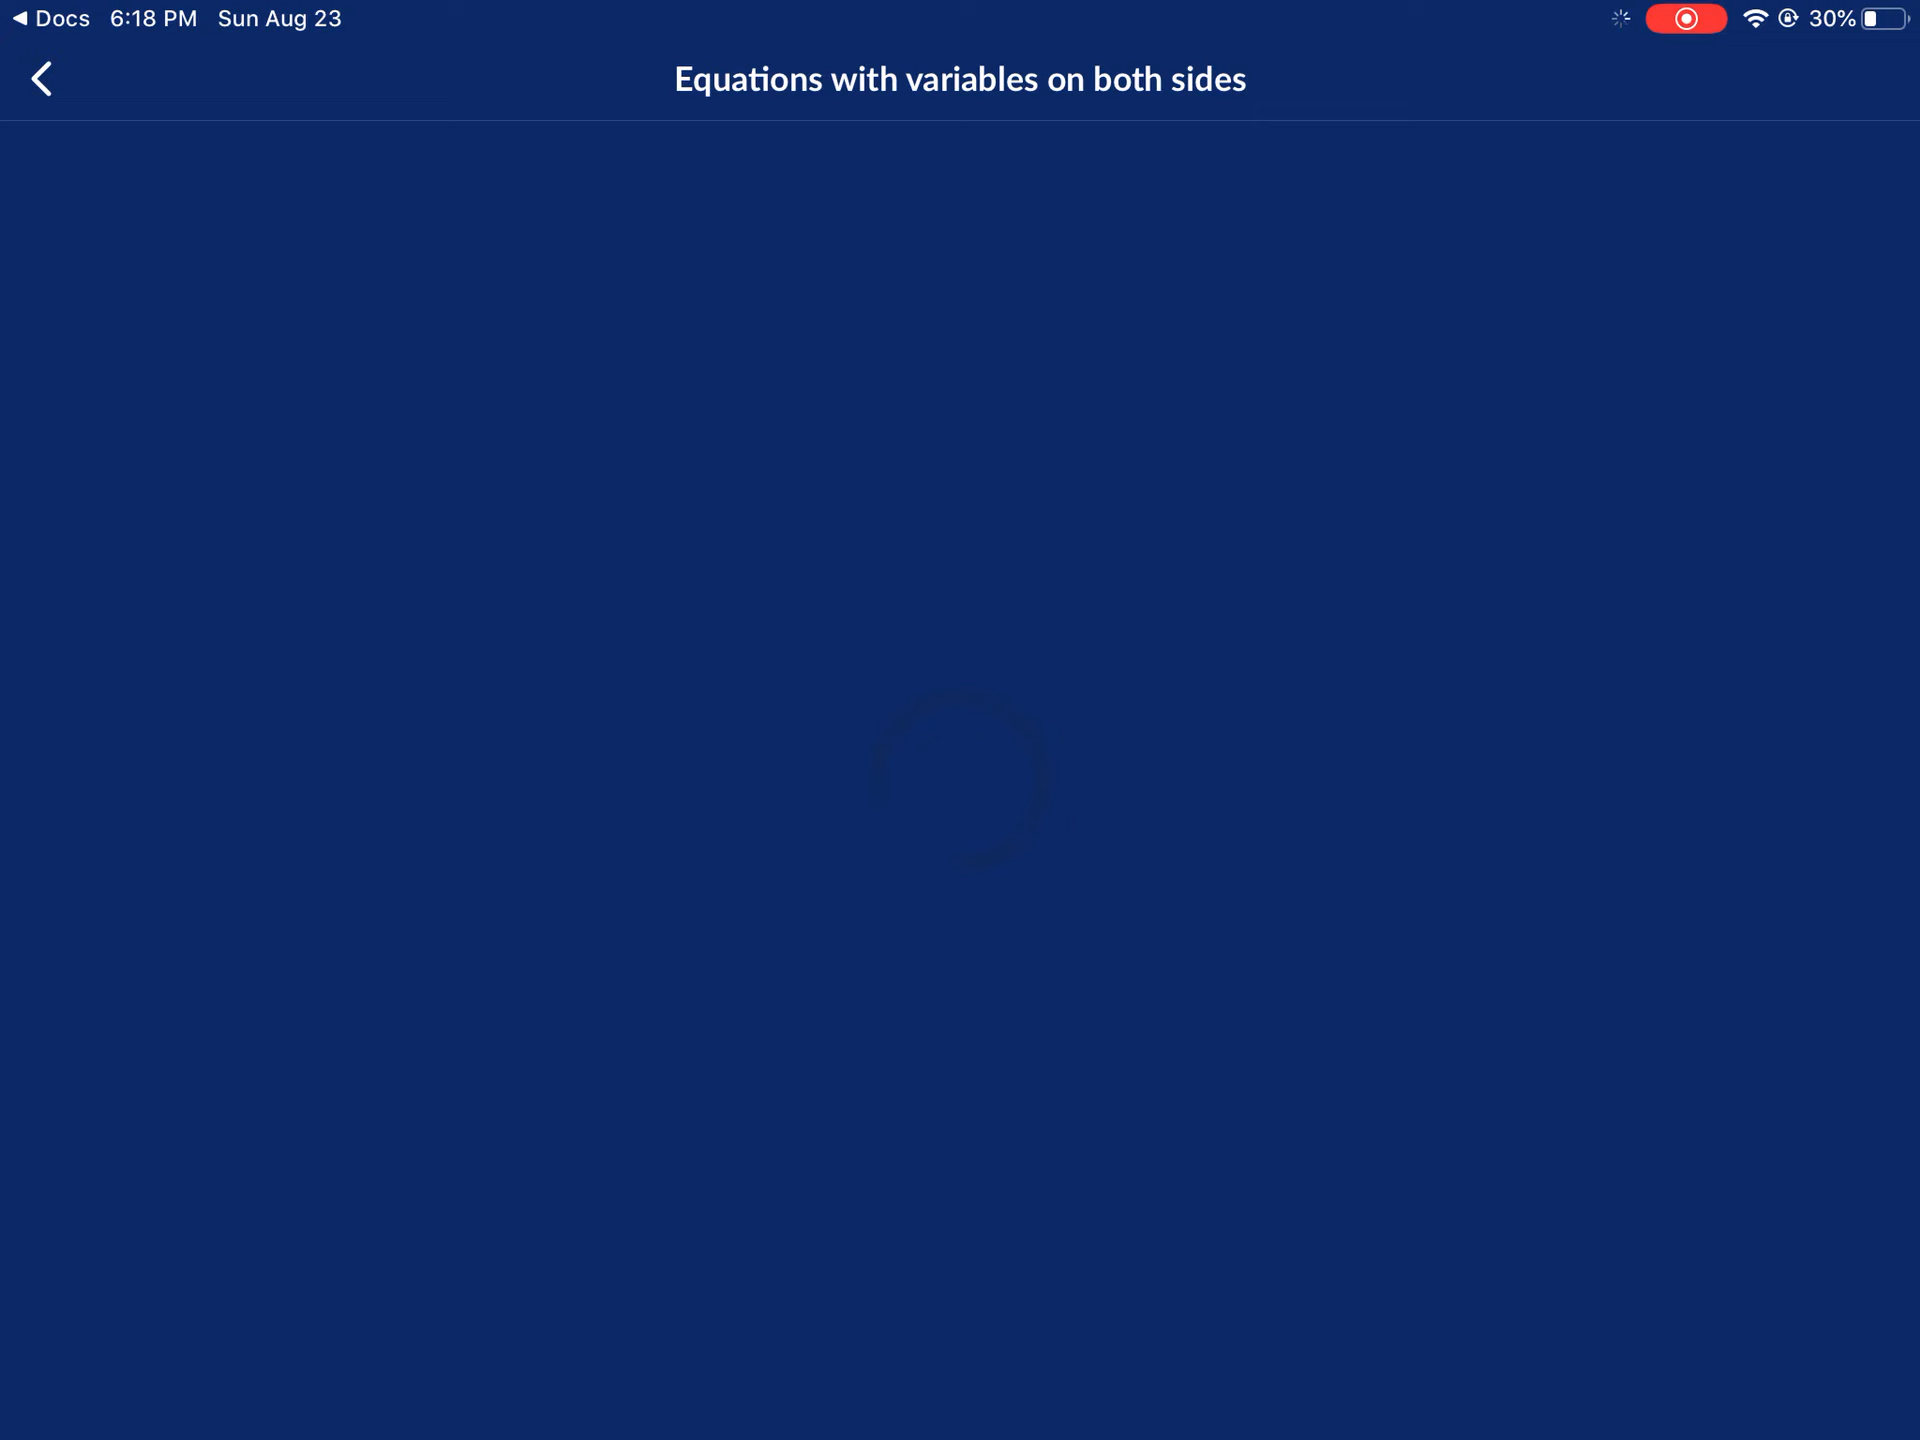 Docs 6:18 PM Sun Aug 23 30%
Equations with variables on both sides